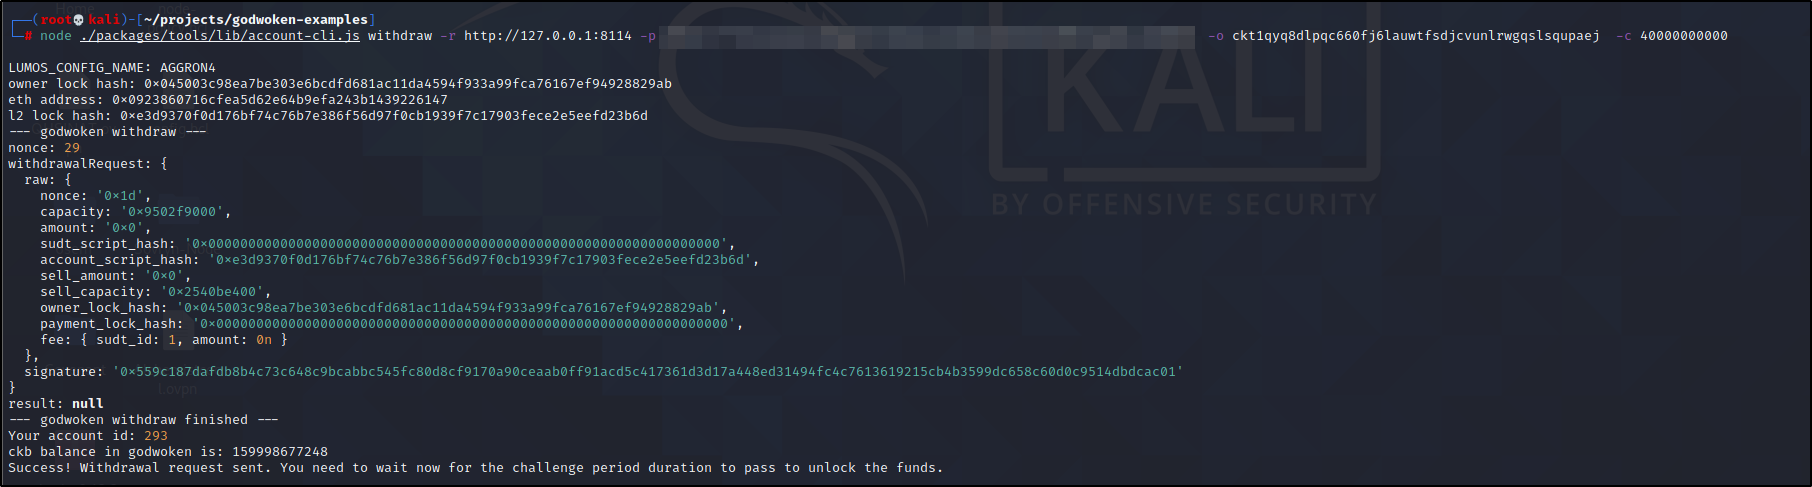 ┌──(root💀kali)-[~/projects/godwoken-examples]
└─# node ./packages/tools/lib/account-cli.js withdraw -r http://127.0.0.1:8114 -p -o ckt1qyq8dlpqc660fj6lauwtfsdjcvunlrwgqslsqupaej -c 40000000000
LUMOS_CONFIG_NAME: AGGRON4
owner lock hash: 0×045003c98ea7be303e6bcdfd681ac11da4594f933a99fca76167ef94928829ab
eth address: 0×0923860716cfea5d62e64b9efa243b1439226147
l2 lock hash: 0×e3d9370f0d176bf74c76b7e386f56d97f0cb1939f7c17903fece2e5eefd23b6d
--- godwoken withdraw ---
nonce: 29
withdrawalRequest: {
  raw: {
    nonce: '0×1d',
    capacity: '0×9502f9000',
    amount: '0×0',
    sudt_script_hash: '0×0000000000000000000000000000000000000000000000000000000000000000',
    account_script_hash: '0×e3d9370f0d176bf74c76b7e386f56d97f0cb1939f7c17903fece2e5eefd23b6d',
    sell_amount: '0×0',
    sell_capacity: '0×2540be400',
    owner_lock_hash: '0×045003c98ea7be303e6bcdfd681ac11da4594f933a99fca76167ef94928829ab',
    payment_lock_hash: '0×0000000000000000000000000000000000000000000000000000000000000000',
    fee: { sudt_id: 1, amount: 0n }
  },
  signature: '0×559c187dafdb8b4c73c648c9bcabbc545fc80d8cf9170a90ceaab0ff91acd5c417361d3d17a448ed31494fc4c7613619215cb4b3599dc658c60d0c9514dbdcac01'
}
result: null
--- godwoken withdraw finished ---
Your account id: 293
ckb balance in godwoken is: 159998677248
Success! Withdrawal request sent. You need to wait now for the challenge period duration to pass to unlock the funds.
KALI
BY OFFENSIVE SECURITY